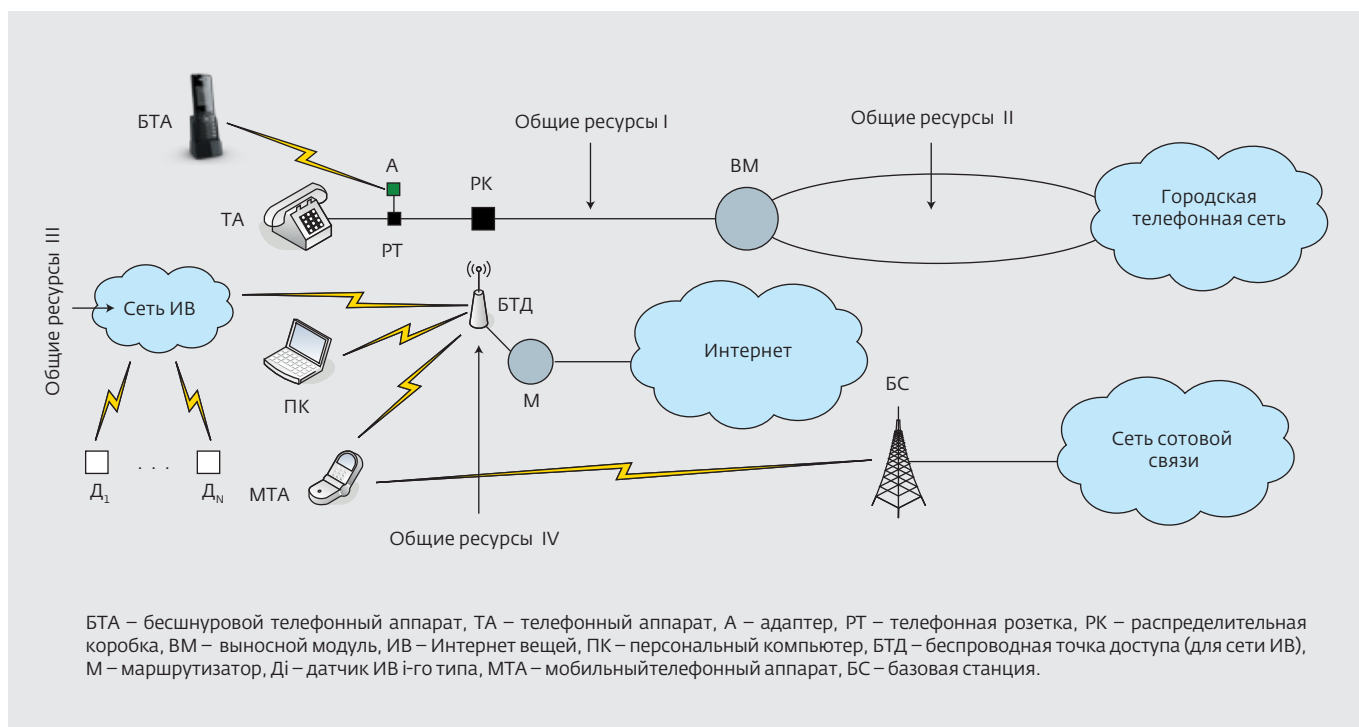 Общие ресурсы I
Общие ресурсы II
БТА
А
РК
ВМ
Городская
телефонная сеть
ТА
РТ
Общие ресурсы III
Сеть ИВ
БТД
Интернет
ПК
М
БС
Сеть сотовой
связи
Д1 . . . ДN
МТА
Общие ресурсы IV
БТА – бесшнуровой телефонный аппарат, ТА – телефонный аппарат, А – адаптер, РТ – телефонная розетка, РК – распределительная
коробка, ВМ – выносной модуль, ИВ – Интернет вещей, ПК – персональный компьютер, БТД – беспроводная точка доступа (для сети ИВ),
М – маршрутизатор, Дi – датчик ИВ i-го типа, МТА – мобильныйтелефонный аппарат, БС – базовая станция.